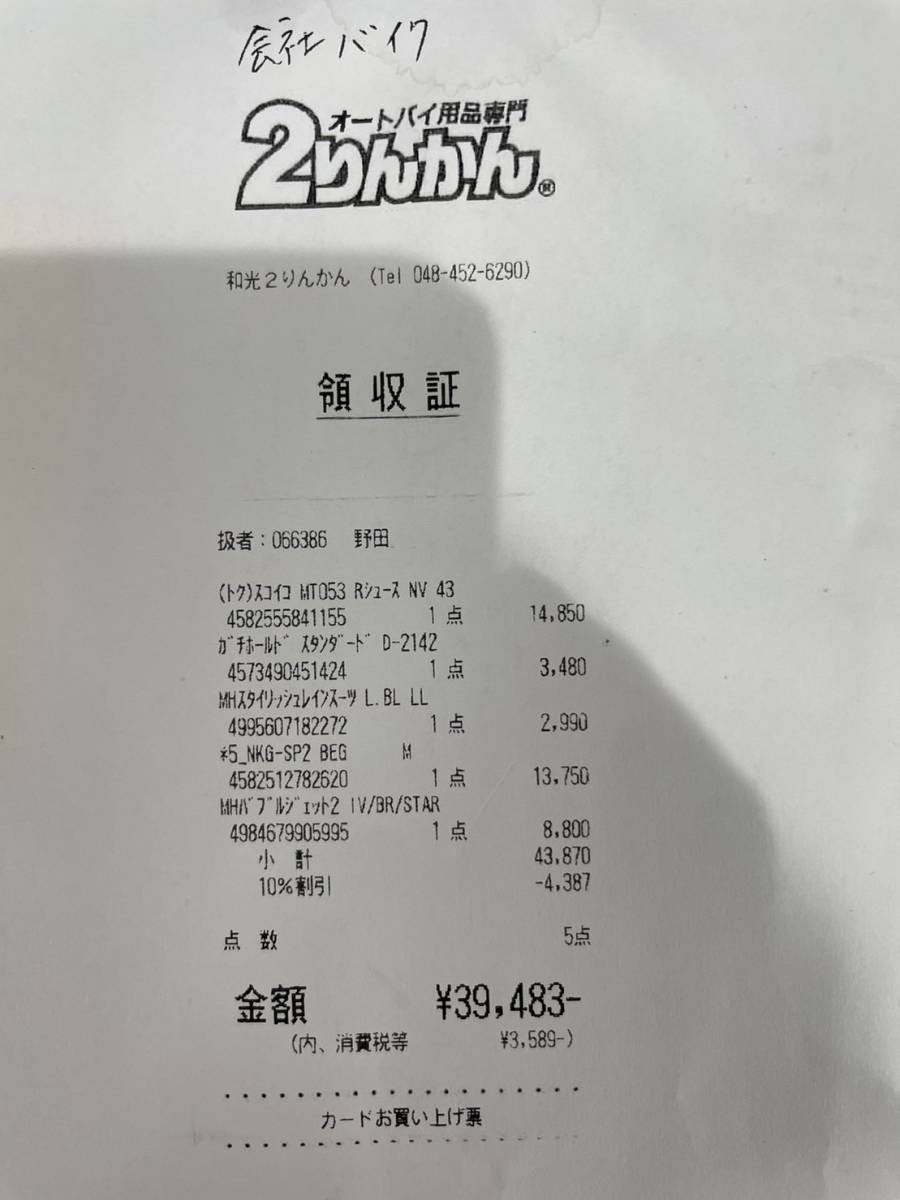 会社バイク
オートバイ用品専門
2りんかん®
和光2りんかん (Tel 048-452-6290)
領収証
扱者:066386 野田
(トク)スコイコ MT053 Rシューズ NV 43
4582555841155 1点 14,850
ガチホールド スタンダード D-2142
4573490451424 1点 3,480
MHスタイリッシュレインスーツ L.BL LL
4995607182272 1点 2,990
*5_NKG-SP2 BEG M
4582512782620 1点 13,750
MHバブルジェット2 IV/BR/STAR
4984679905995 1点 8,800
小計 43,870
10%割引 -4,387
点数 5点
金額 ¥39,483-
(内、消費税等 ¥3,589-)
カードお買い上げ票